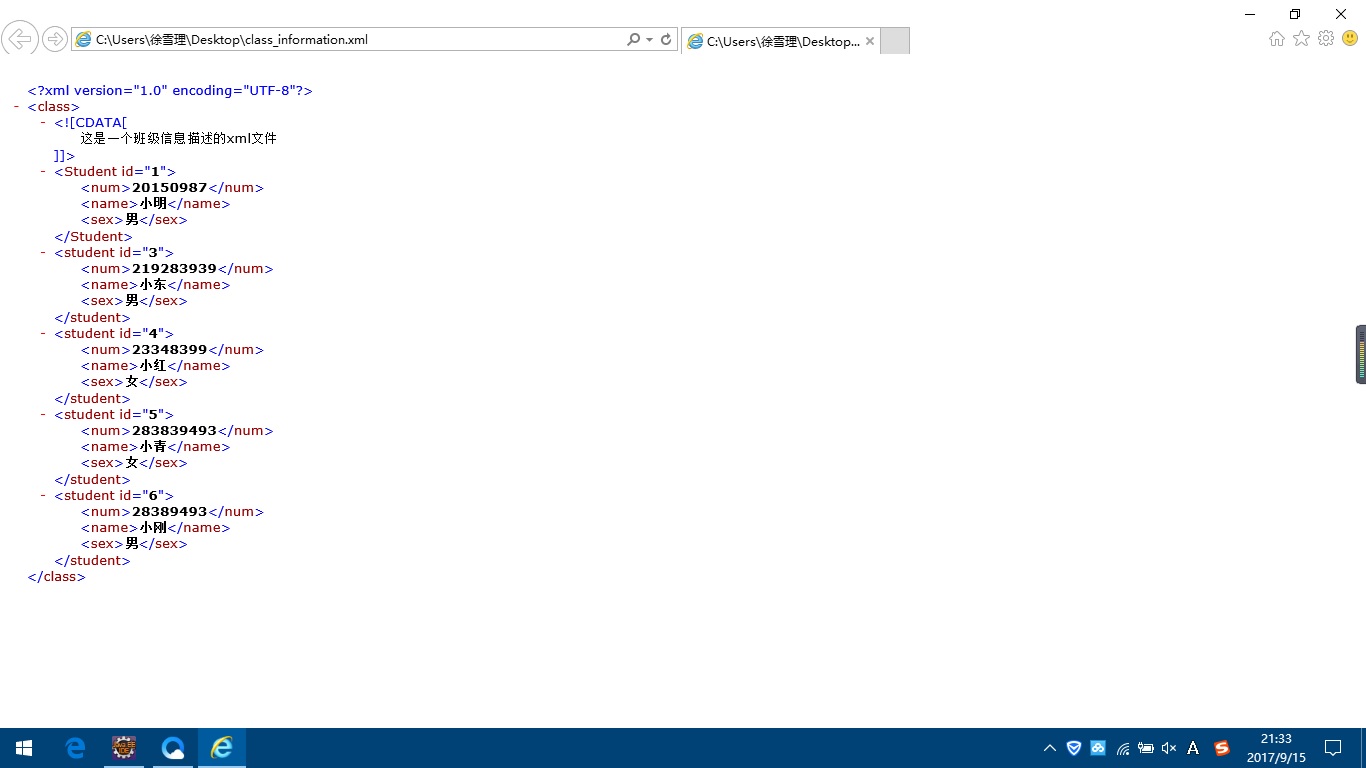 C:\Users\徐雪理\Desktop\class_information.xml
C:\Users\徐雪理\Desktop...
<?xml version="1.0" encoding="UTF-8"?>
- <class>
- <![CDATA[
这是一个班级信息描述的xml文件
]]>
- <Student id="1">
<num>20150987</num>
<name>小明</name>
<sex>男</sex>
</Student>
- <student id="3">
<num>219283939</num>
<name>小东</name>
<sex>男</sex>
</student>
- <student id="4">
<num>23348399</num>
<name>小红</name>
<sex>女</sex>
</student>
- <student id="5">
<num>283839493</num>
<name>小青</name>
<sex>女</sex>
</student>
- <student id="6">
<num>28389493</num>
<name>小刚</name>
<sex>男</sex>
</student>
</class>
A
21:33
2017/9/15